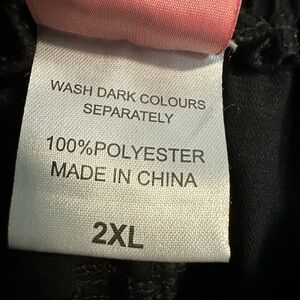 WASH DARK COLOURS
SEPARATELY
100%POLYESTER
MADE IN CHINA
2XL